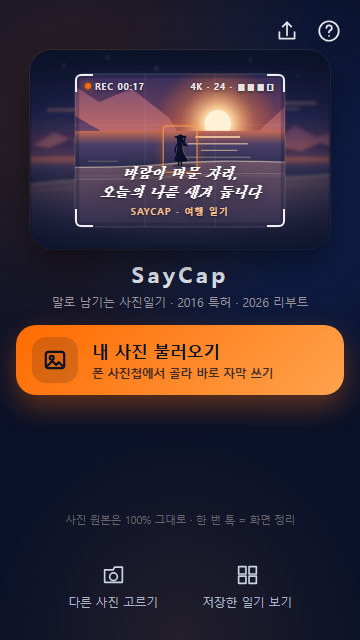 REC 00:17
4K · 24 ·
바람이 머문 자리,
오늘의 나를 새겨 둡니다
SAYCAP · 여행 일기
SayCap
말로 남기는 사진일기 · 2016 특허 · 2026 리부트
내 사진 불러오기
폰 사진첩에서 골라 바로 자막 쓰기
사진 원본은 100% 그대로 · 한 번 톡 = 화면 정리
다른 사진 고르기
저장한 일기 보기